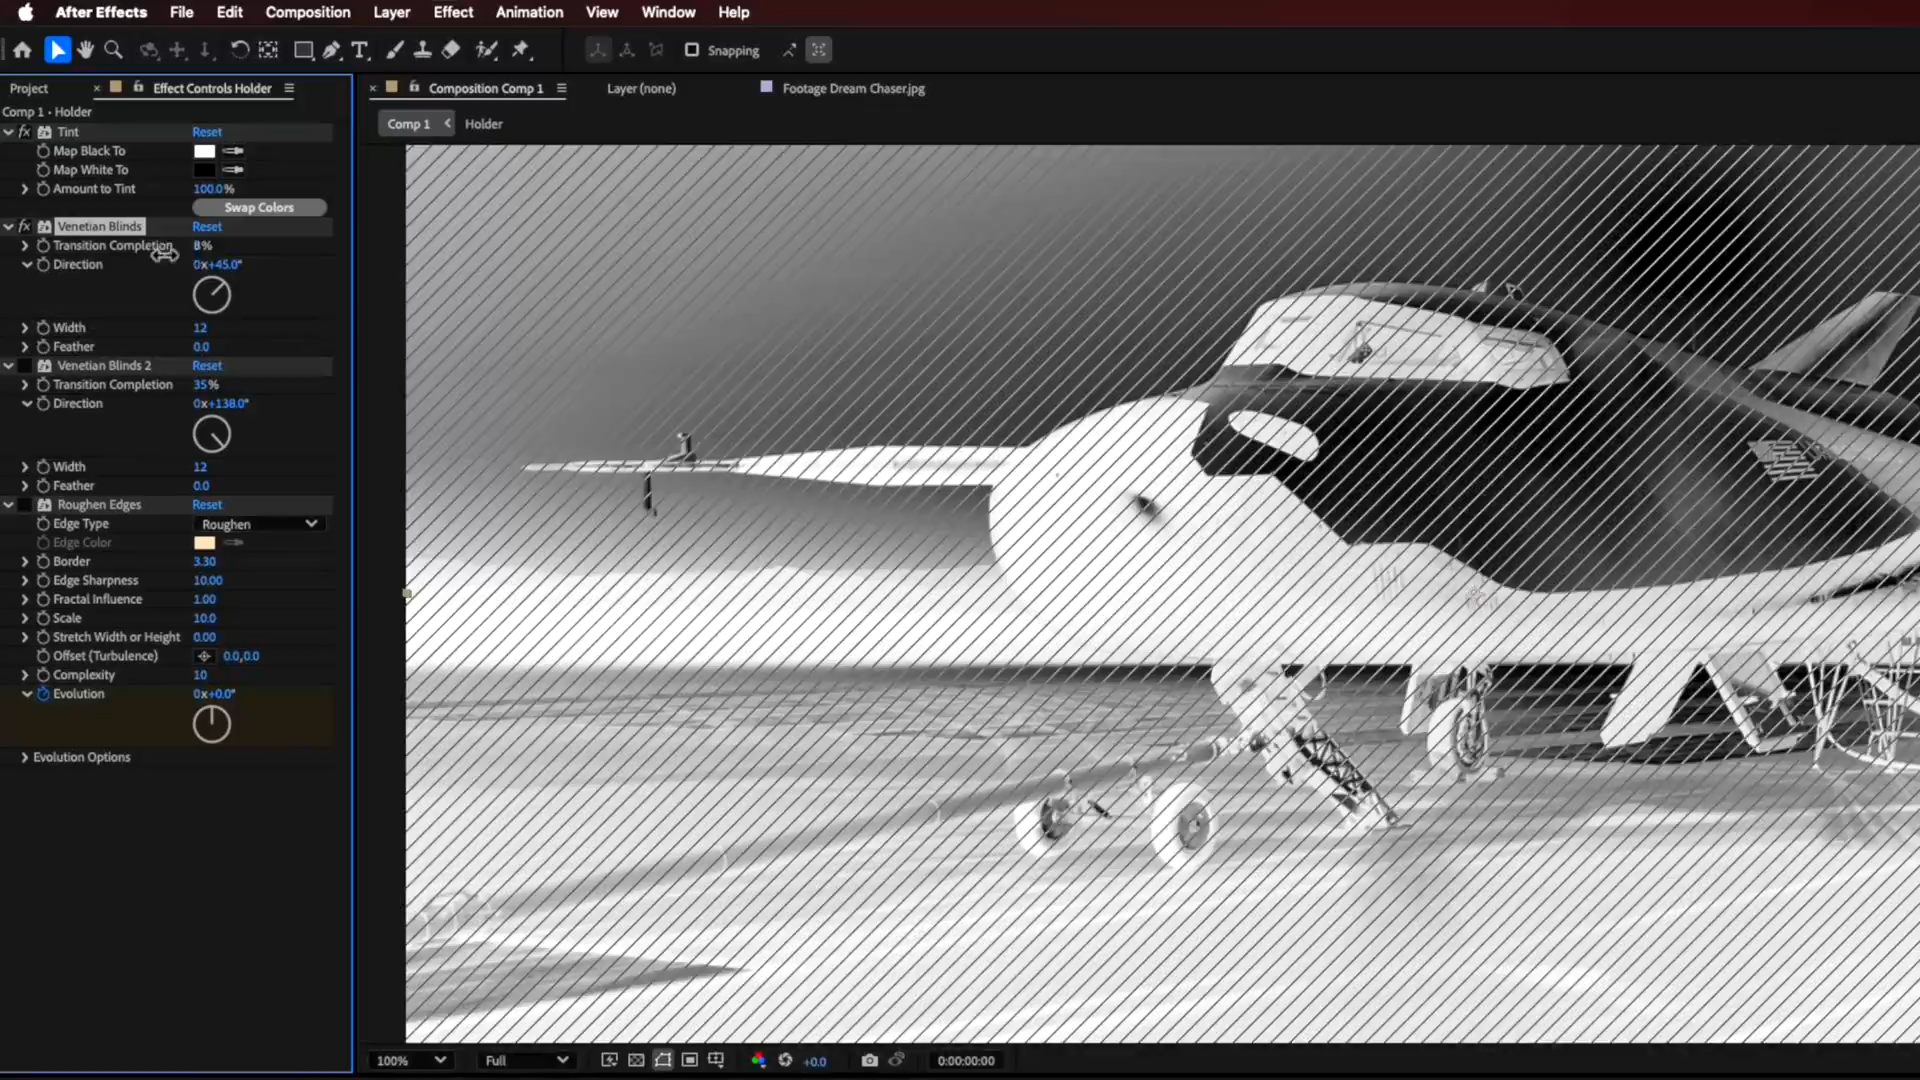 After Effects File Edit Composition Layer Effect Animation View Window Help
Snapping
Project Effect Controls Holder Composition Comp 1 Layer (none) Footage Dream Chaser.jpg
Comp 1 • Holder
Comp 1 Holder
fx Tint Reset
Map Black To
Map White To
Amount to Tint 100.0%
Swap Colors
fx Venetian Blinds Reset
Transition Completion 8%
Direction 0x+45.0°
Width 12
Feather 0.0
Venetian Blinds 2 Reset
Transition Completion 35%
Direction 0x+138.0°
Width 12
Feather 0.0
Roughen Edges Reset
Edge Type Roughen
Edge Color
Border 3.30
Edge Sharpness 10.00
Fractal Influence 1.00
Scale 10.0
Stretch Width or Height 0.00
Offset (Turbulence) 0.0,0.0
Complexity 10
Evolution 0x+0.0°
Evolution Options
100% Full +0.0 0:00:00:00